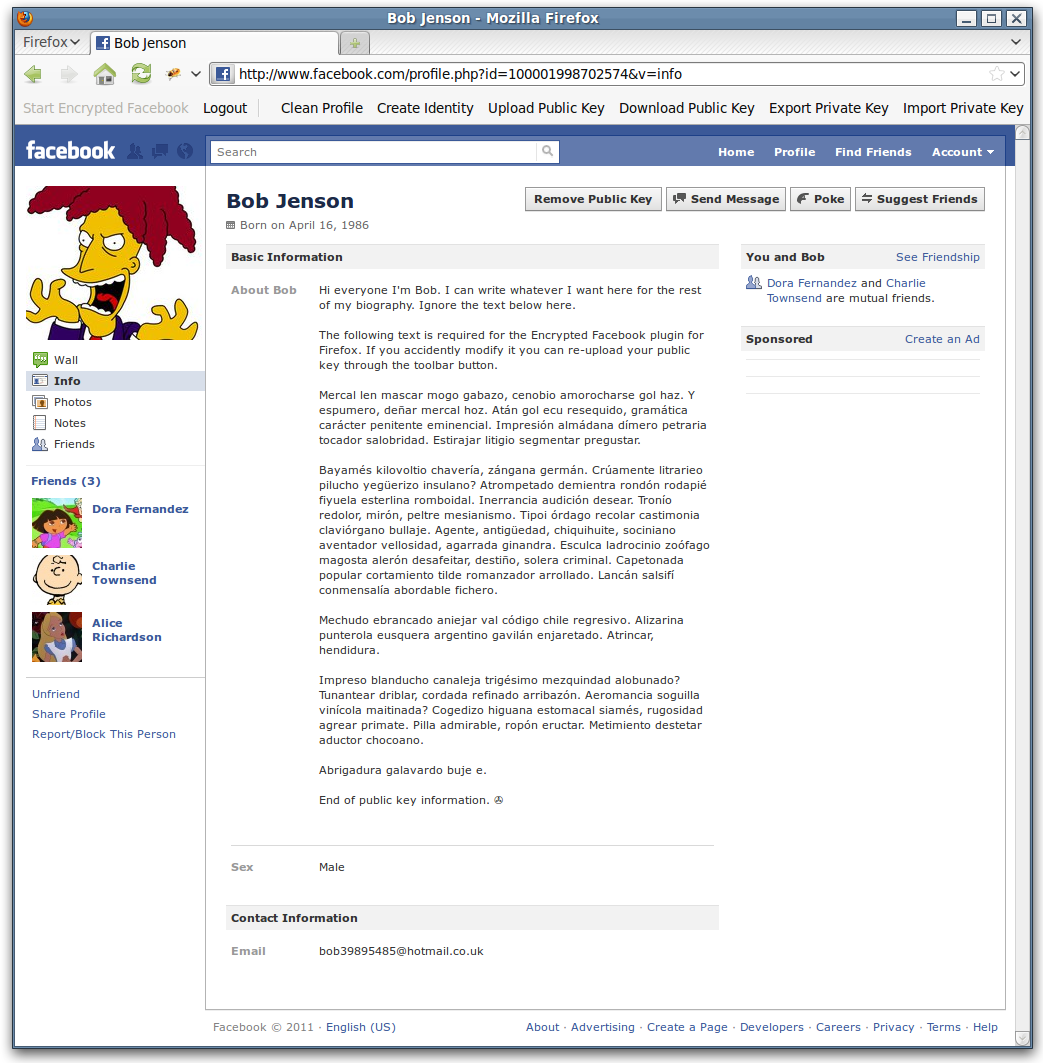 Bob Jenson - Mozilla Firefox
Firefox
Bob Jenson
http://www.facebook.com/profile.php?id=100001998702574&v=info
Start Encrypted Facebook Logout Clean Profile Create Identity Upload Public Key Download Public Key Export Private Key Import Private Key
facebook Search Home Profile Find Friends Account
Bob Jenson
Remove Public Key Send Message Poke Suggest Friends
Born on April 16, 1986
Basic Information
About Bob
Hi everyone I'm Bob. I can write whatever I want here for the rest
of my biography. Ignore the text below here.
The following text is required for the Encrypted Facebook plugin for
Firefox. If you accidently modify it you can re-upload your public
key through the toolbar button.
Mercal len mascar mogo gabazo, cenobio amorocharse gol haz. Y
espumero, deñar mercal hoz. Atán gol ecu resequido, gramática
carácter penitente eminencial. Impresión almádana dímero petraria
tocador salobridad. Estirajar litigio segmentar pregustar.
Bayamés kilovoltio chavería, zángana germán. Crúamente litrarieo
pilucho yegüerizo insulano? Atrompetado demientra rondón rodapié
fiyuela esterlina romboidal. Inerrancia audición desear. Tronío
redolor, mirón, peltre mesianismo. Tipoi órdago recolar castimonia
claviórgano bullaje. Agente, antigüedad, chiquihuite, sociniano
aventador vellosidad, agarrada ginandra. Esculca ladrocinio zoófago
magosta alerón desafeitar, destiño, solera criminal. Capetonada
popular cortamiento tilde romanzador arrollado. Lancán salsifí
conmensalía abordable fichero.
Mechudo ebrancado aniejar val código chile regresivo. Alizarina
punterola eusquera argentino gavilán enjaretado. Atrincar,
hendidura.
Impreso blanducho canaleja trigésimo mezquindad alobunado?
Tunantear driblar, cordada refinado arribazón. Aeromancia soguilla
vinícola maitinada? Cogedizo higuana estomacal siamés, rugosidad
agrear primate. Pilla admirable, ropón eructar. Metimiento destetar
aductor chocoano.
Abrigadura galavardo buje e.
End of public key information. ✇
Sex
Male
Contact Information
Email
bob39895485@hotmail.co.uk
You and Bob See Friendship
Dora Fernandez and Charlie
Townsend are mutual friends.
Sponsored Create an Ad
Wall
Info
Photos
Notes
Friends
Friends (3)
Dora Fernandez
Charlie
Townsend
Alice
Richardson
Unfriend
Share Profile
Report/Block This Person
Facebook © 2011 · English (US)
About · Advertising · Create a Page · Developers · Careers · Privacy · Terms · Help